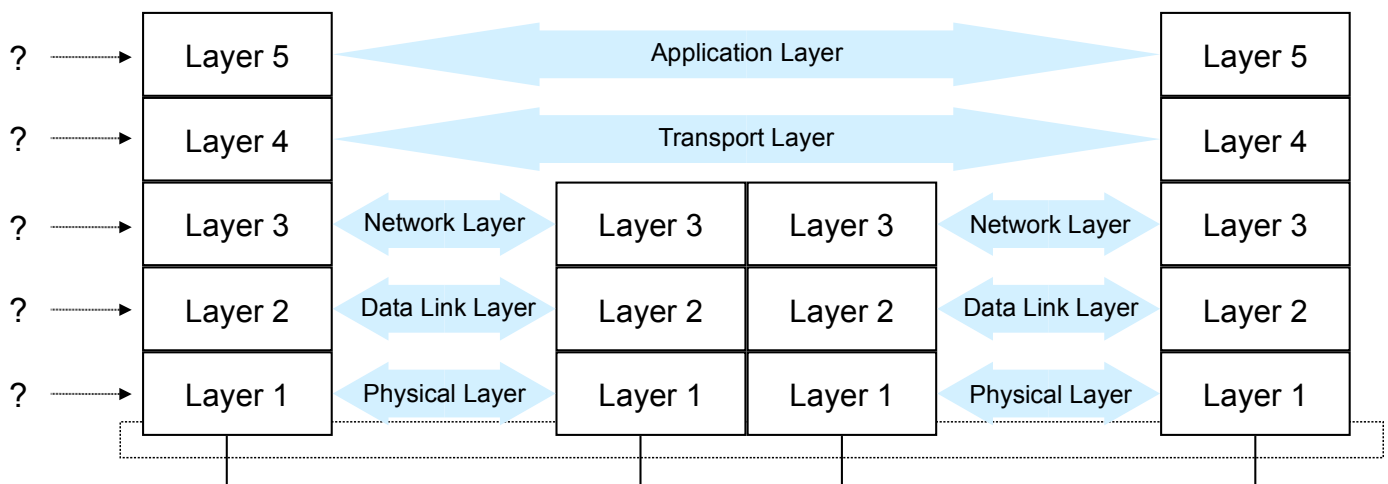 ? Layer 5 Application Layer Layer 5
? Layer 4 Transport Layer Layer 4
? Layer 3 Network Layer Layer 3 Layer 3 Network Layer Layer 3
? Layer 2 Data Link Layer Layer 2 Layer 2 Data Link Layer Layer 2
? Layer 1 Physical Layer Layer 1 Layer 1 Physical Layer Layer 1